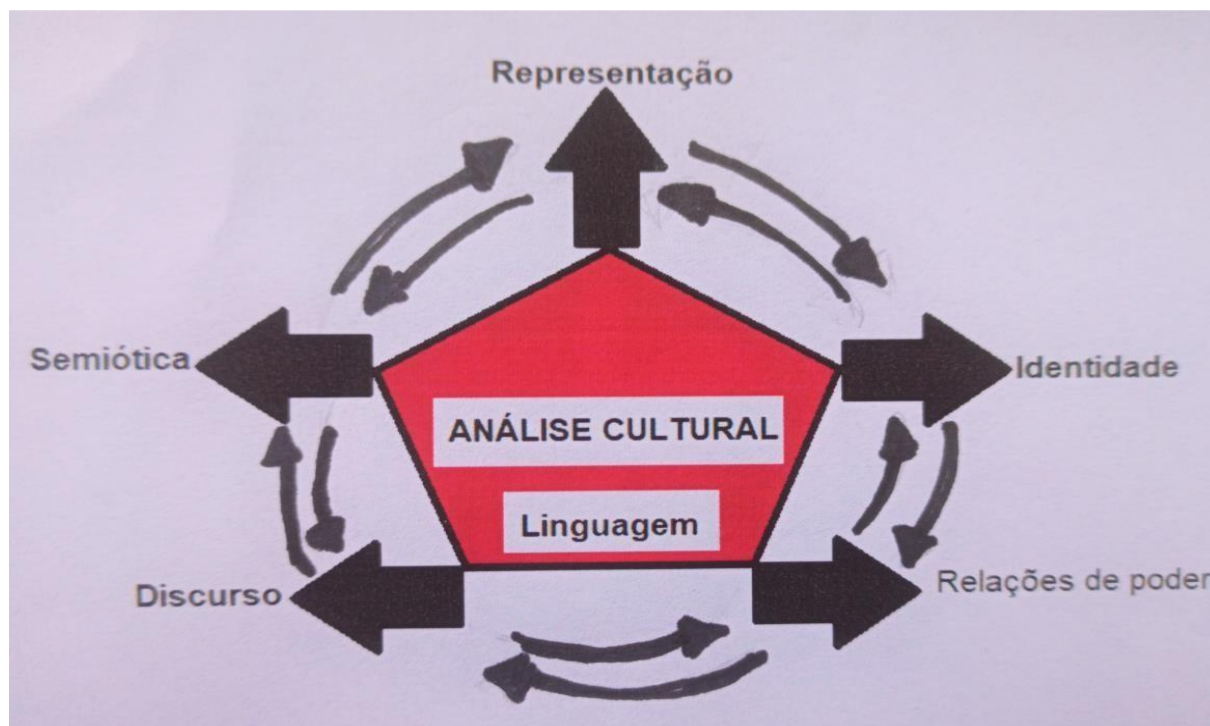 Representação
Semiótica
Identidade
ANÁLISE CULTURAL
Linguagem
Discurso
Relações de poder